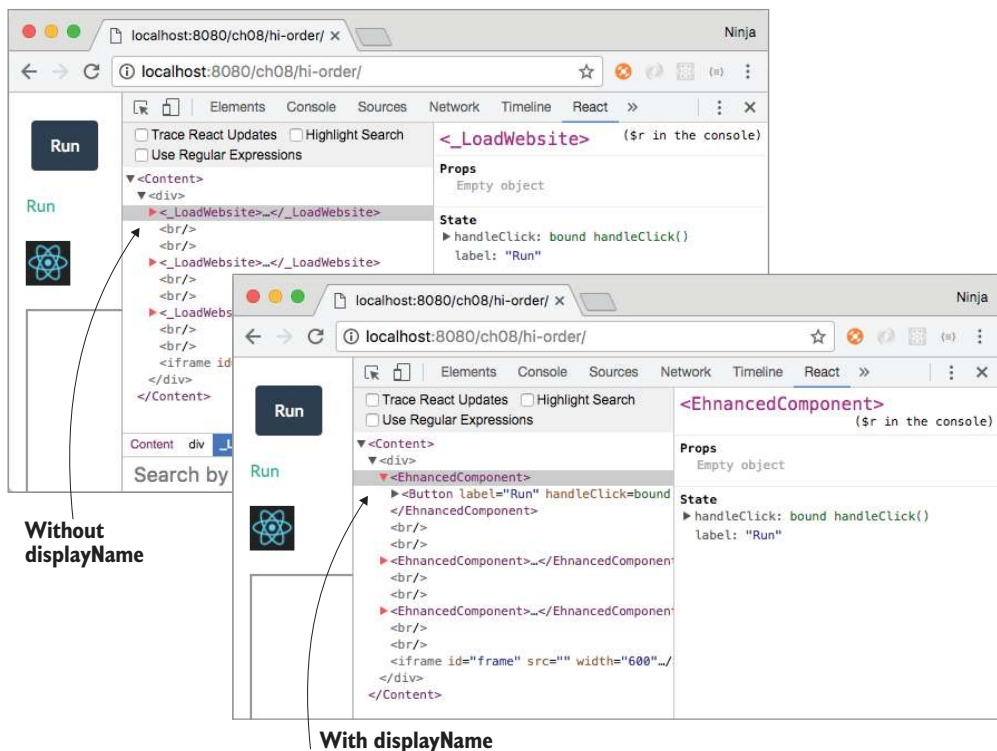 localhost:8080/ch08/hi-order/
Ninja
localhost:8080/ch08/hi-order/
Elements Console Sources Network Timeline React »
Run
Trace React Updates Highlight Search
Use Regular Expressions
▼<Content>
▼<div>
▶<_LoadWebsite>…</_LoadWebsite>
<br/>
<br/>
▶<_LoadWebsite>…</_LoadWebsite>
<br/>
<br/>
▶<_LoadWebs
<br/>
<br/>
<iframe id
</div>
</Content>
Content div
Search by
<_LoadWebsite> ($r in the console)
Props
Empty object
State
▶handleClick: bound handleClick()
label: "Run"
Run
Without
displayName
localhost:8080/ch08/hi-order/
Ninja
localhost:8080/ch08/hi-order/
Elements Console Sources Network Timeline React »
Run
Trace React Updates Highlight Search
Use Regular Expressions
▼<Content>
▼<div>
▼<EhnancedComponent>
▶<Button label="Run" handleClick=bound
</EhnancedComponent>
<br/>
<br/>
▶<EhnancedComponent>…</EhnancedComponent
<br/>
<br/>
▶<EhnancedComponent>…</EhnancedComponent
<br/>
<br/>
<iframe id="frame" src="" width="600"…/
</div>
</Content>
<EhnancedComponent>
($r in the console)
Props
Empty object
State
▶handleClick: bound handleClick()
label: "Run"
Run
With displayName